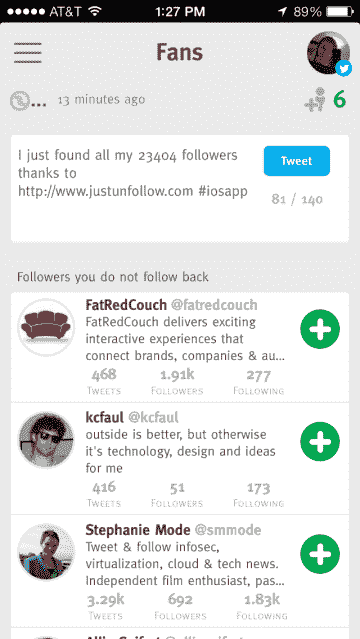 AT&T 1:27 PM 89%
Fans
... 13 minutes ago 6
I just found all my 23404 followers
thanks to
http://www.justunfollow.com #iosapp
Tweet
81 / 140
Followers you do not follow back
FatRedCouch @fatredcouch
FatRedCouch delivers exciting
interactive experiences that
connect brands, companies & au...
468 1.91k 277
Tweets Followers Following
kcfaul @kcfaul
outside is better, but otherwise
it's technology, design and ideas
for me
416 51 173
Tweets Followers Following
Stephanie Mode @smmode
Tweet & follow infosec,
virtualization, cloud & tech news.
Independent film enthusiast, pas...
3.29k 692 1.83k
Tweets Followers Following